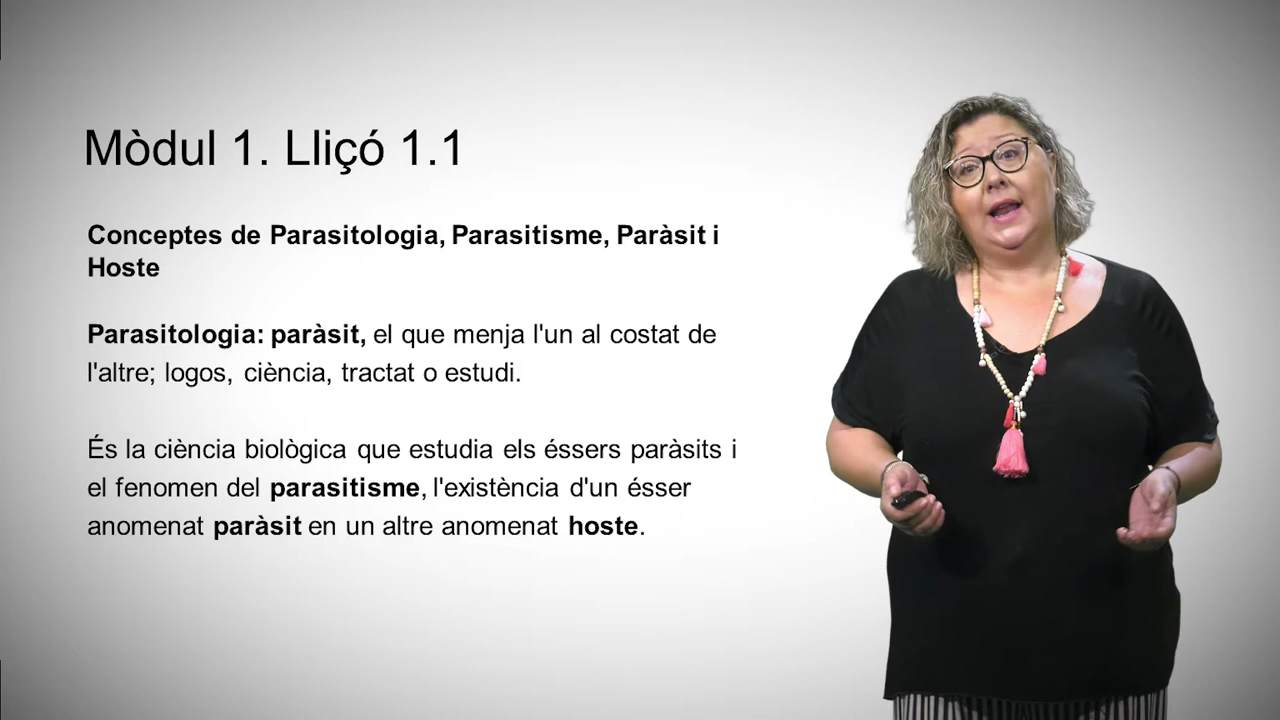 Mòdul 1. Lliçó 1.1
Conceptes de Parasitologia, Parasitisme, Paràsit i
Hoste
Parasitologia: paràsit, el que menja l'un al costat de
l'altre; logos, ciència, tractat o estudi.
És la ciència biològica que estudia els éssers paràsits i
el fenomen del parasitisme, l'existència d'un ésser
anomenat paràsit en un altre anomenat hoste.